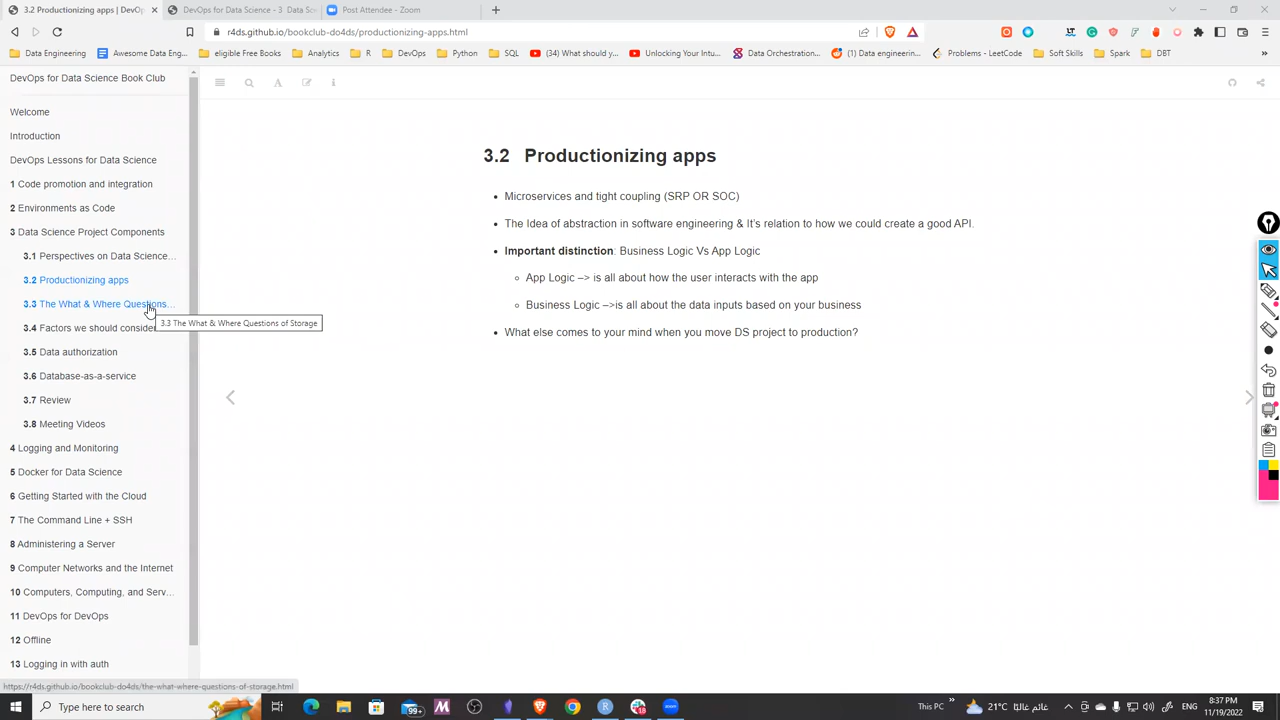 3.2 Productionizing apps | DevO
DevOps for Data Science - 3 Data Sc
Post Attendee - Zoom
r4ds.github.io/bookclub-do4ds/productionizing-apps.html
Data Engineering
Awesome Data Eng...
eligible Free Books
Analytics
R
DevOps
Python
SQL
(34) What should y...
Unlocking Your Intu...
Data Orchestration...
(1) Data engineerin...
Problems - LeetCode
Soft Skills
Spark
DBT
»
DevOps for Data Science Book Club
Welcome
Introduction
DevOps Lessons for Data Science
1 Code promotion and integration
2 Environments as Code
3 Data Science Project Components
3.1 Perspectives on Data Science...
3.2 Productionizing apps
3.3 The What & Where Questions...
3.3 The What & Where Questions of Storage
3.4 Factors we should consider
3.5 Data authorization
3.6 Database-as-a-service
3.7 Review
3.8 Meeting Videos
4 Logging and Monitoring
5 Docker for Data Science
6 Getting Started with the Cloud
7 The Command Line + SSH
8 Administering a Server
9 Computer Networks and the Internet
10 Computers, Computing, and Serv...
11 DevOps for DevOps
12 Offline
13 Logging in with auth
https://r4ds.github.io/bookclub-do4ds/the-what-where-questions-of-storage.html
3.2 Productionizing apps
• Microservices and tight coupling (SRP OR SOC)
• The Idea of abstraction in software engineering & It's relation to how we could create a good API.
• Important distinction: Business Logic Vs App Logic
App Logic –> is all about how the user interacts with the app
Business Logic –>is all about the data inputs based on your business
• What else comes to your mind when you move DS project to production?
Type here to search
99+
18
This PC
»
21°C غائم غالبًا
8:37 PM
11/19/2022